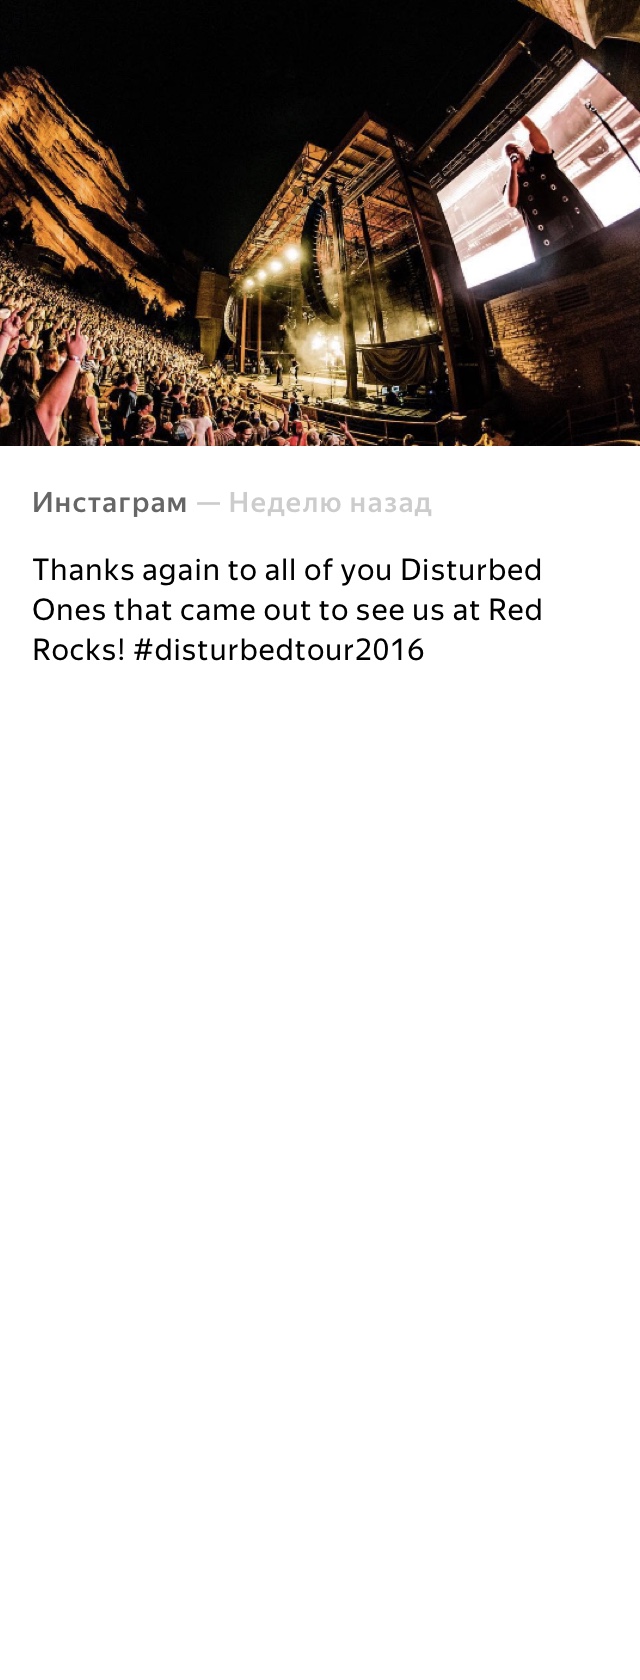 Инстаграм — Неделю назад
Thanks again to all of you Disturbed
Ones that came out to see us at Red
Rocks! #disturbedtour2016